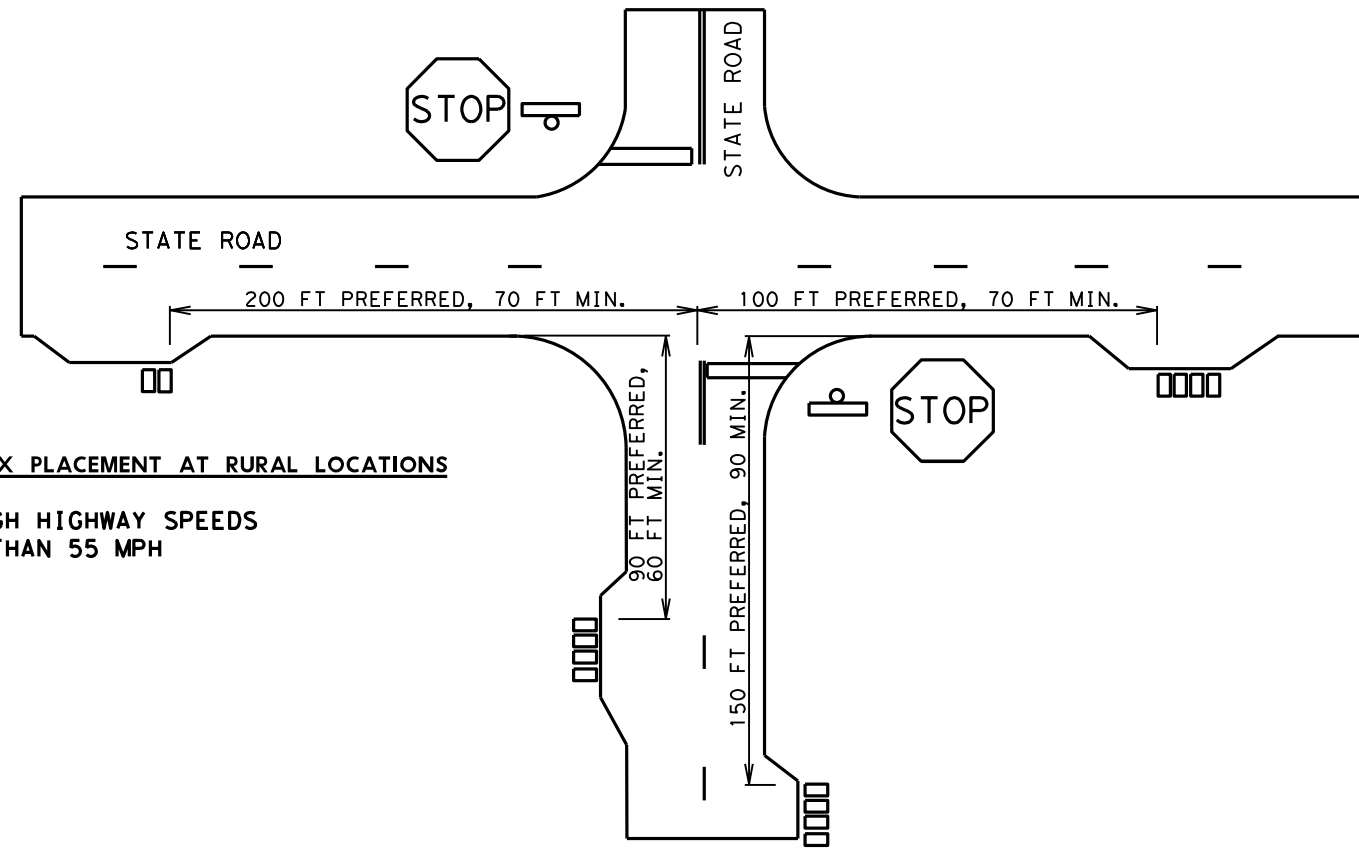 STOP
STATE ROAD
STATE ROAD
200 FT PREFERRED, 70 FT MIN.
100 FT PREFERRED, 70 FT MIN.
90 FT PREFERRED,
60 FT MIN.
150 FT PREFERRED, 90 MIN.
STOP
X PLACEMENT AT RURAL LOCATIONS
GH HIGHWAY SPEEDS
THAN 55 MPH